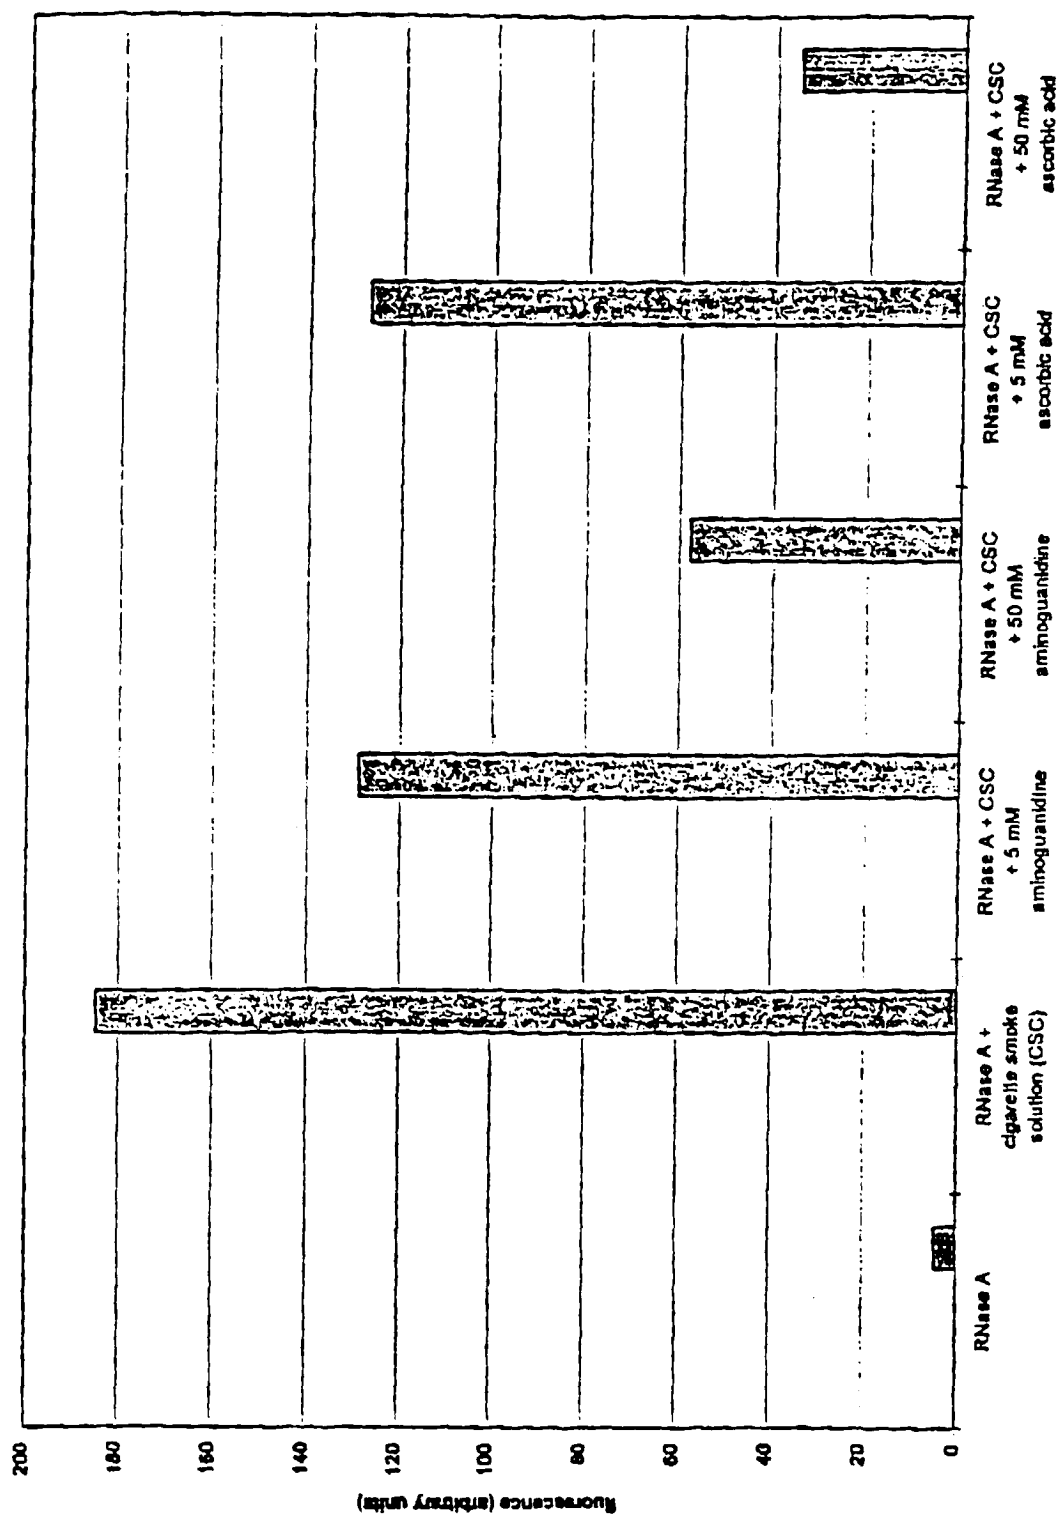 fluorescence (arbitrary units)
200
180
160
140
120
100
80
60
40
20
0
RNase A
RNase A +
cigarette smoke
solution (CSC)
RNase A + CSC
+ 5 mM
aminoguanidine
RNase A + CSC
+ 50 mM
aminoguanidine
RNase A + CSC
+ 5 mM
ascorbic acid
RNase A + CSC
+ 50 mM
ascorbic acid